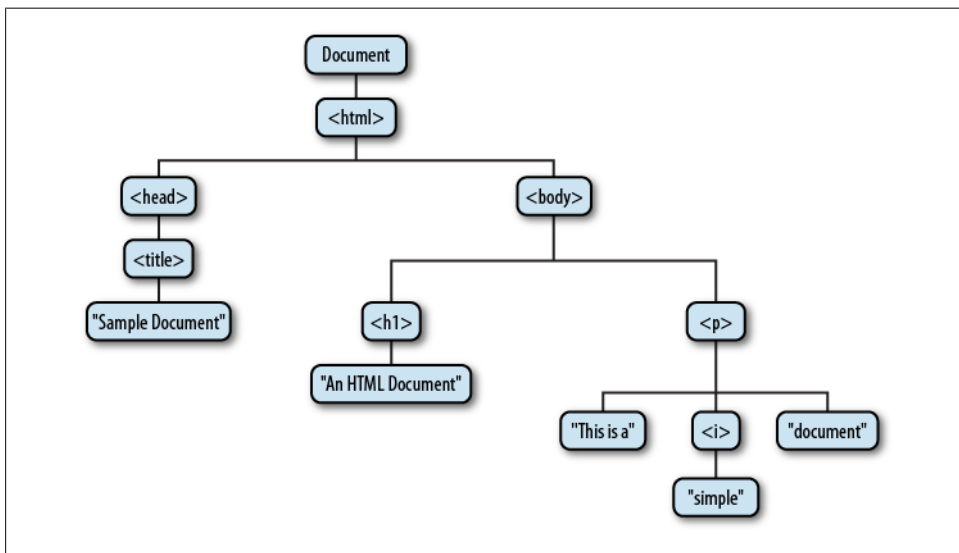 Document
<html>
<head>
<body>
<title>
"Sample Document"
<h1>
<p>
"An HTML Document"
"This is a"
<i>
"document"
"simple"